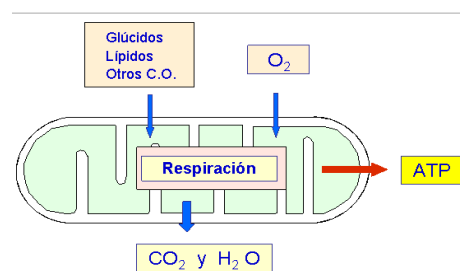 Glúcidos
Lípidos
Otros C.O.
O₂
Respiración
ATP
CO₂ y H₂O